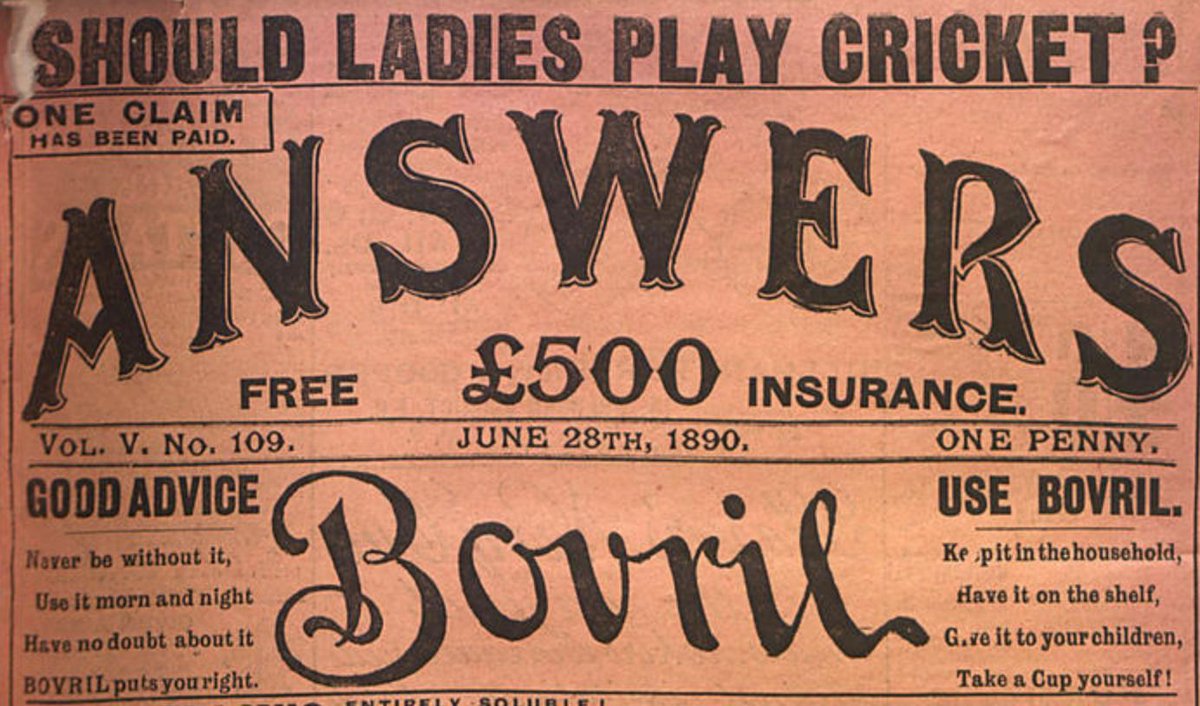 SHOULD LADIES PLAY CRICKET?
ONE CLAIM
HAS BEEN PAID.
ANSWERS
FREE £500 INSURANCE.
VOL. V. No. 109. JUNE 28TH, 1890. ONE PENNY.
GOOD ADVICE
Never be without it,
Use it morn and night
Have no doubt about it
BOVRIL puts you right.
Bovril
USE BOVRIL.
Keep it in the household,
Have it on the shelf,
Give it to your children,
Take a Cup yourself!
ENTIRELY SOLUBLE!